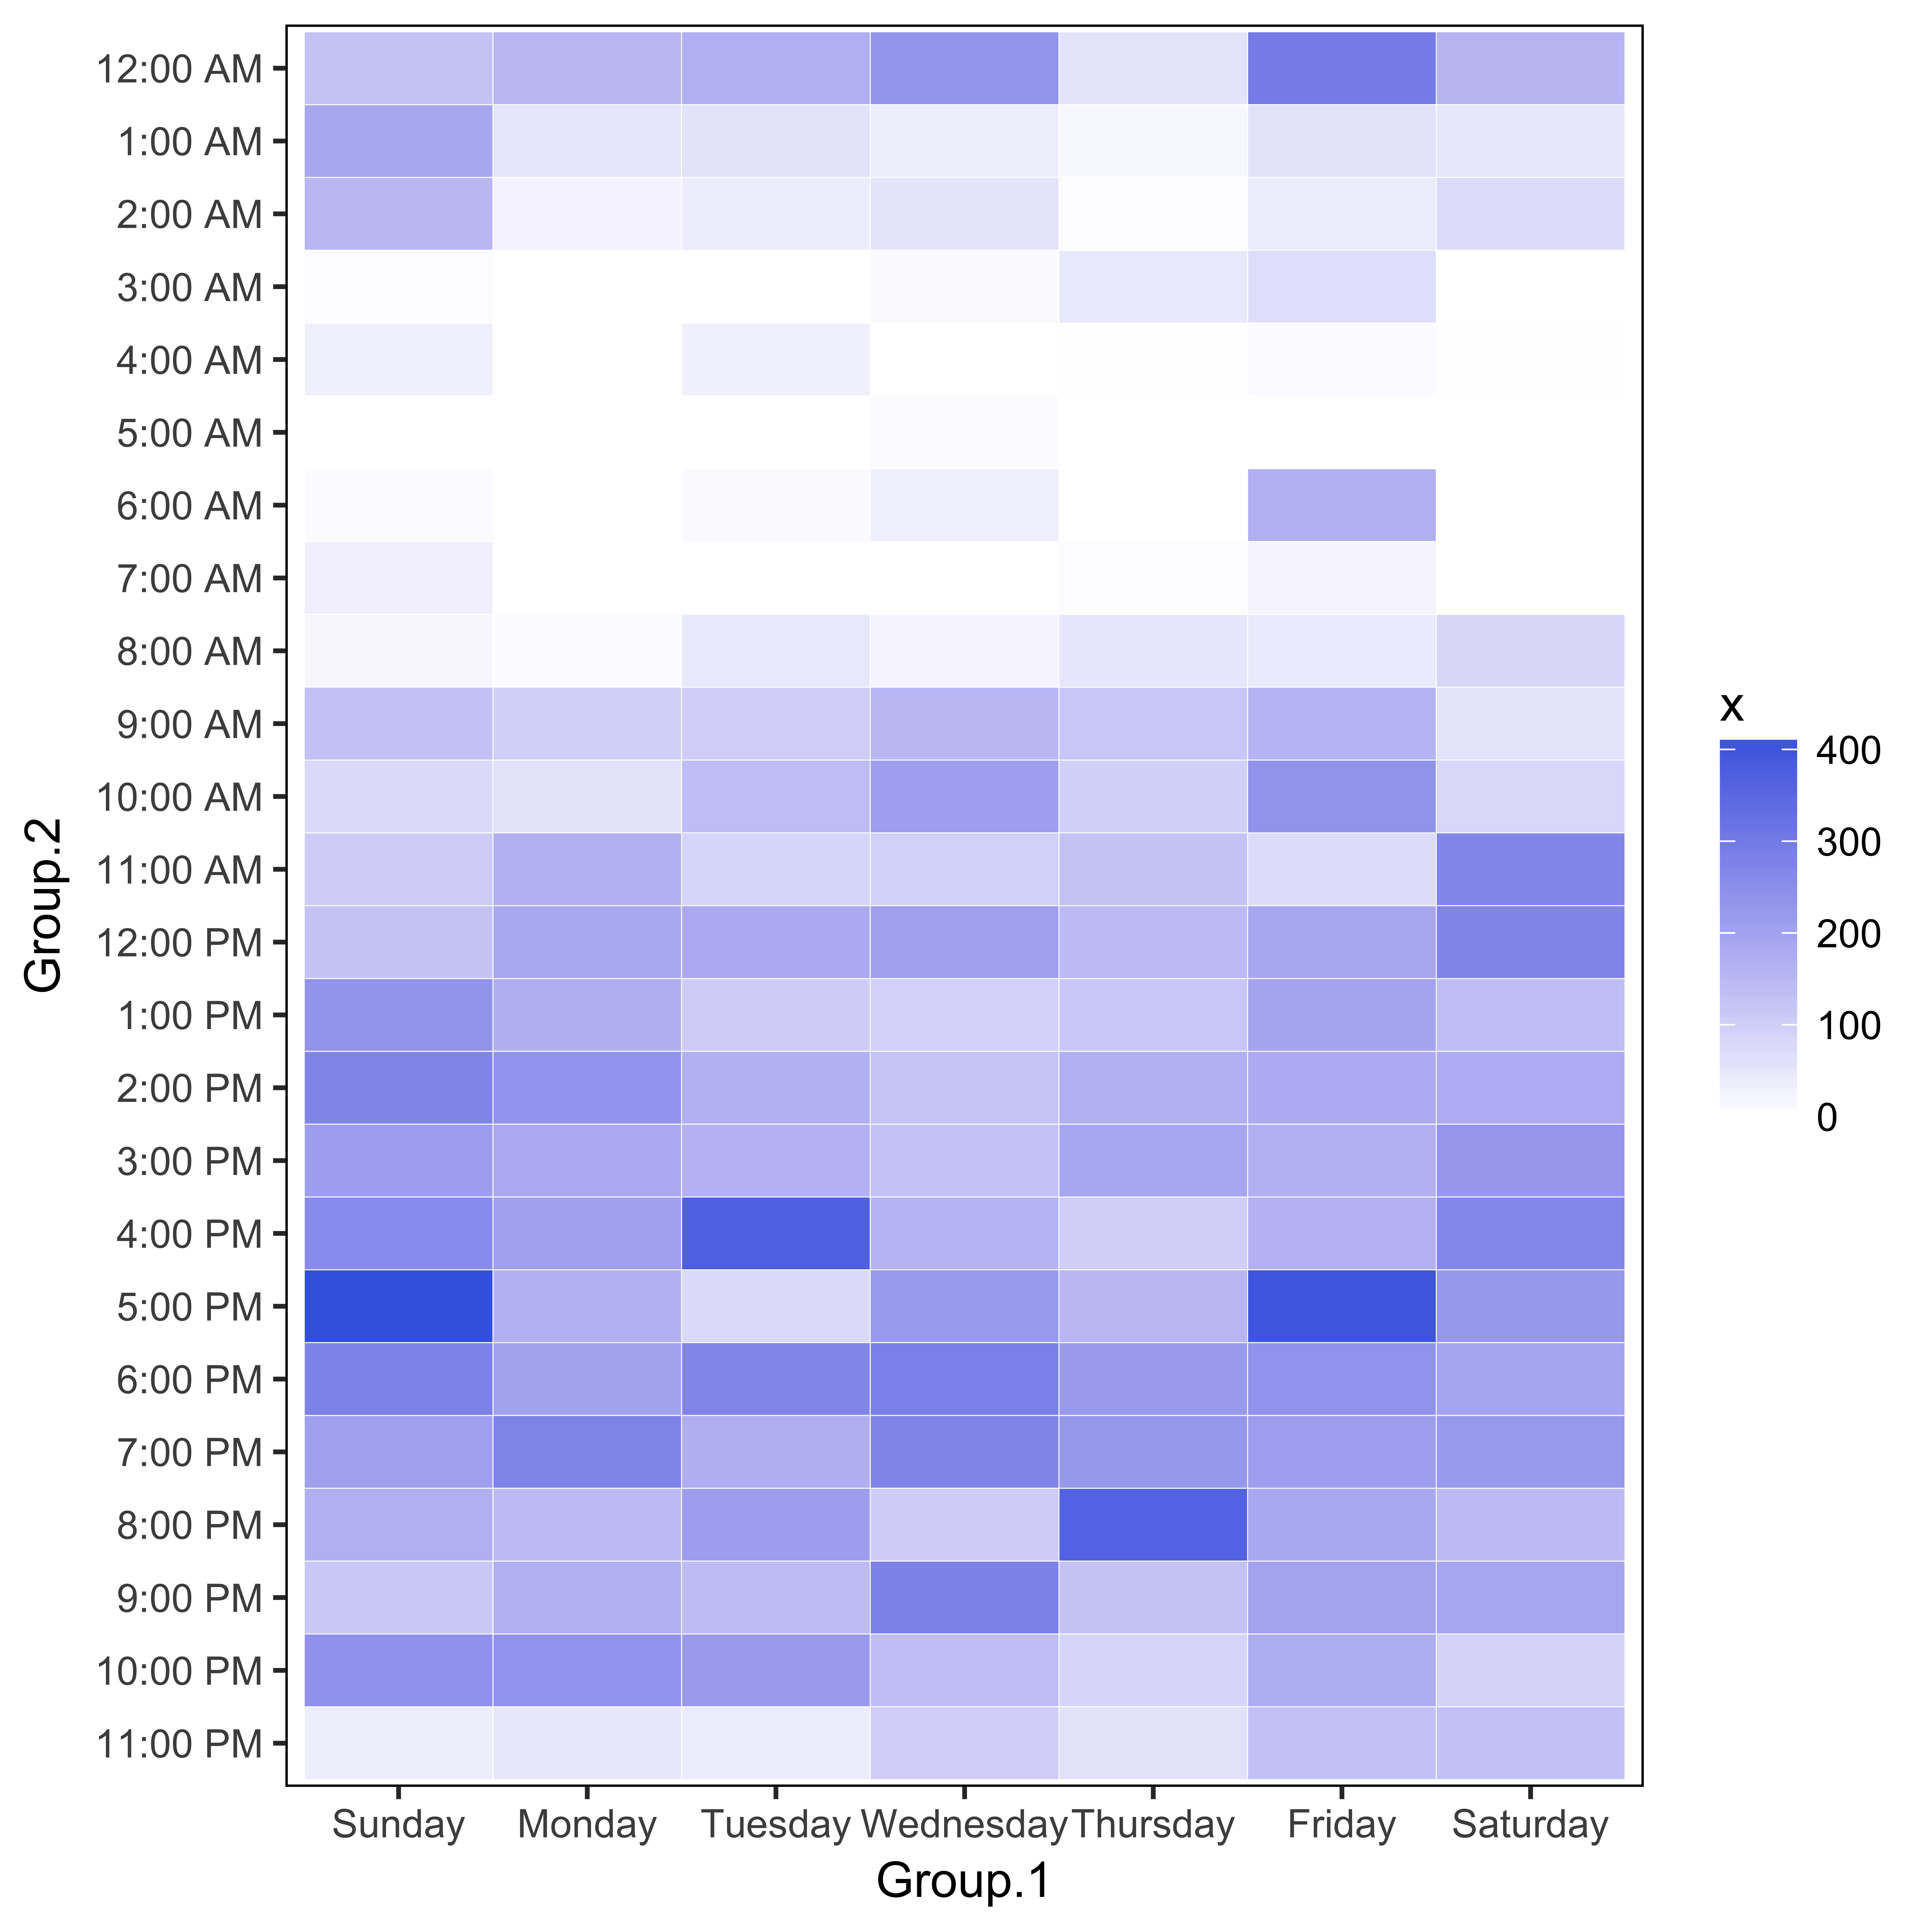 12:00 AM
1:00 AM
2:00 AM
3:00 AM
4:00 AM
5:00 AM
6:00 AM
7:00 AM
8:00 AM
9:00 AM
10:00 AM
11:00 AM
12:00 PM
1:00 PM
2:00 PM
3:00 PM
4:00 PM
5:00 PM
6:00 PM
7:00 PM
8:00 PM
9:00 PM
10:00 PM
11:00 PM
Group.2
Sunday Monday Tuesday Wednesday Thursday Friday Saturday
Group.1
x
400
300
200
100
0